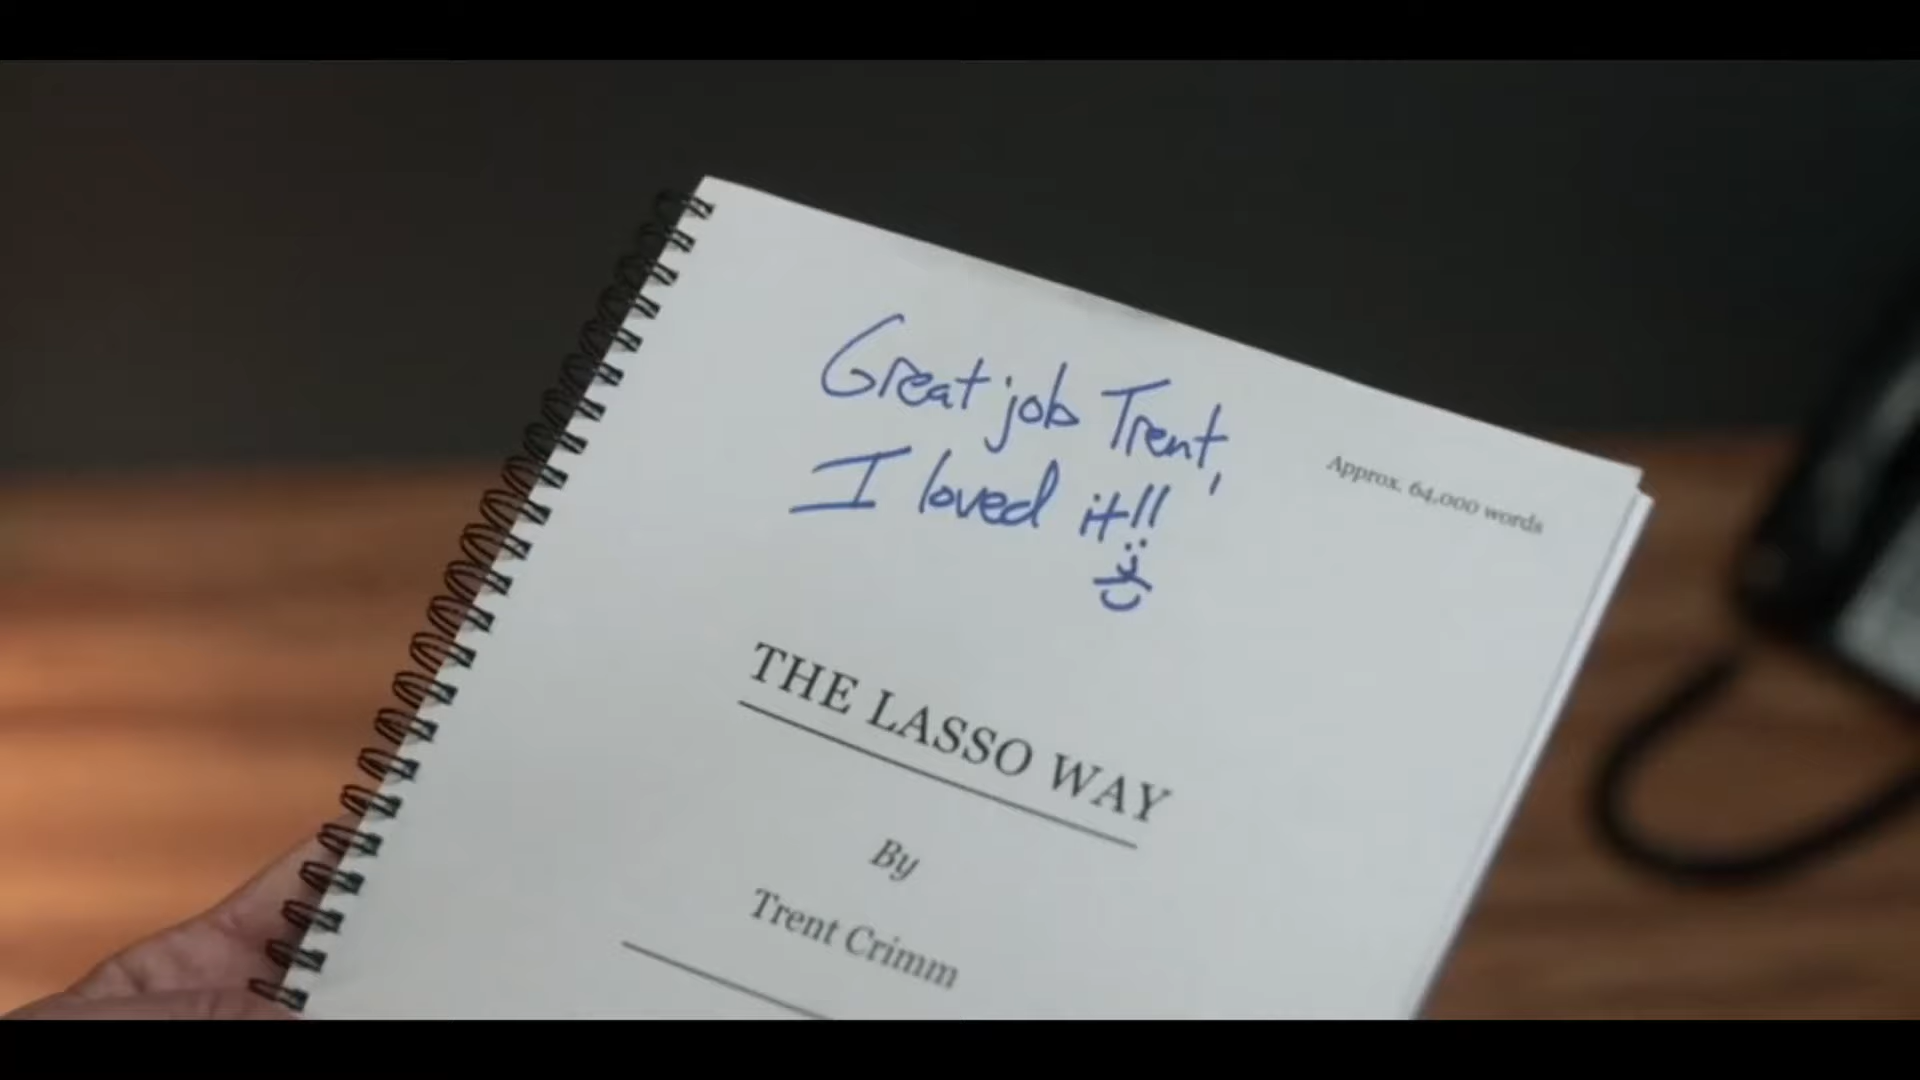 Great job Trent,
I loved it!!
Approx. 64,000 words
THE LASSO WAY
By
Trent Crimm